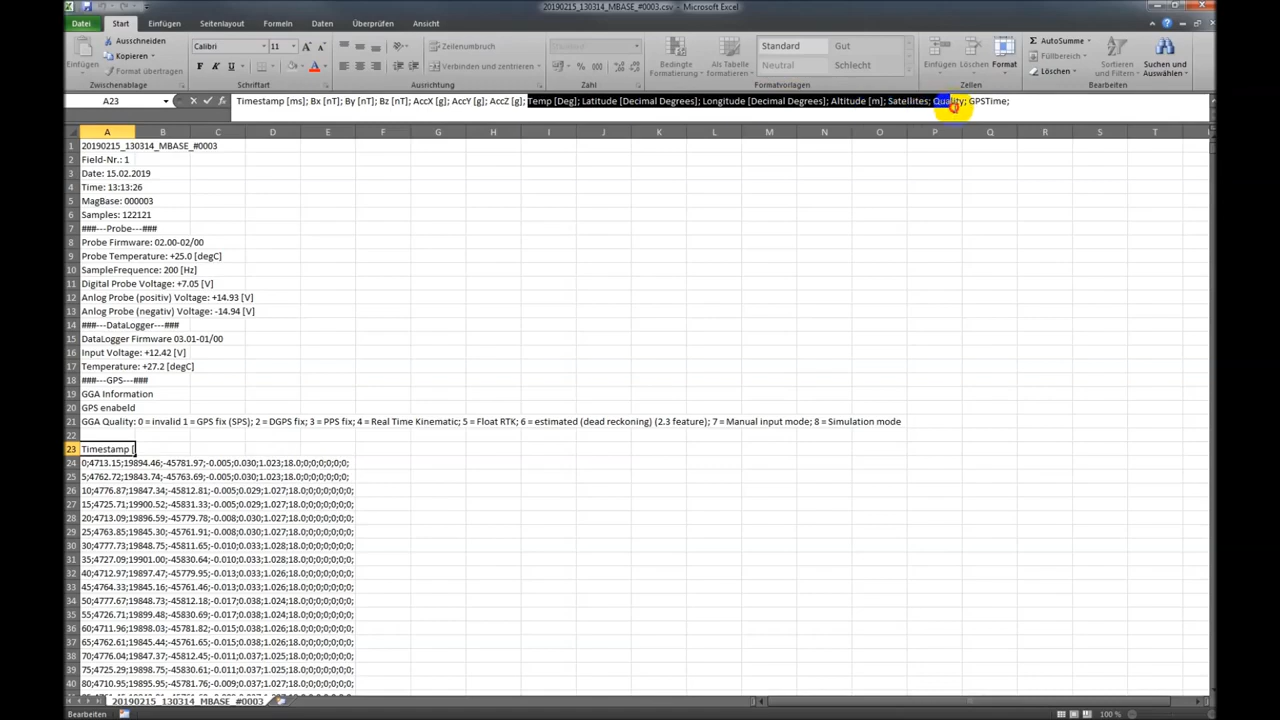 20190215_130314_MBASE_#0003.csv - Microsoft Excel
Datei Start Einfügen Seitenlayout Formeln Daten Überprüfen Ansicht
Einfügen
Ausschneiden
Kopieren
Format übertragen
Zwischenablage
Calibri 11
F K U
Schriftart
Zeilenumbruch
Verbinden und zentrieren
Ausrichtung
Standard
Zahl
Bedingte Formatierung
Als Tabelle formatieren
Standard Gut
Neutral Schlecht
Formatvorlagen
Einfügen Löschen Format
Zellen
AutoSumme
Füllbereich
Löschen
Sortieren und Filtern
Suchen und Auswählen
Bearbeiten
A23 Timestamp [ms]; Bx [nT]; By [nT]; Bz [nT]; AccX [g]; AccY [g]; AccZ [g]; Temp [Deg]; Latitude [Decimal Degrees]; Longitude [Decimal Degrees]; Altitude [m]; Satellites; Quality; GPSTime;
A B C D E F G H I J K L M N O P Q R S T
1 20190215_130314_MBASE_#0003
2 Field-Nr.: 1
3 Date: 15.02.2019
4 Time: 13:13:26
5 MagBase: 000003
6 Samples: 122121
7 ###---Probe---###
8 Probe Firmware: 02.00-02/00
9 Probe Temperature: +25.0 [degC]
10 SampleFrequence: 200 [Hz]
11 Digital Probe Voltage: +7.05 [V]
12 Anlog Probe (positiv) Voltage: +14.93 [V]
13 Anlog Probe (negativ) Voltage: -14.94 [V]
14 ###---DataLogger---###
15 DataLogger Firmware 03.01-01/00
16 Input Voltage: +12.42 [V]
17 Temperature: +27.2 [degC]
18 ###---GPS---###
19 GGA Information
20 GPS enabeld
21 GGA Quality: 0 = invalid 1 = GPS fix (SPS); 2 = DGPS fix; 3 = PPS fix; 4 = Real Time Kinematic; 5 = Float RTK; 6 = estimated (dead reckoning) (2.3 feature); 7 = Manual input mode; 8 = Simulation mode
22
23 Timestamp [
24 0;4713.15;19894.46;-45781.97;-0.005;0.030;1.023;18.0;0;0;0;0;0;0;
25 5;4762.72;19843.74;-45763.69;-0.005;0.030;1.023;18.0;0;0;0;0;0;0;
26 10;4776.87;19847.34;-45812.81;-0.005;0.029;1.027;18.0;0;0;0;0;0;0;
27 15;4725.71;19900.52;-45831.33;-0.005;0.029;1.027;18.0;0;0;0;0;0;0;
28 20;4713.09;19896.59;-45779.78;-0.008;0.030;1.027;18.0;0;0;0;0;0;0;
29 25;4763.85;19845.30;-45761.91;-0.008;0.030;1.027;18.0;0;0;0;0;0;0;
30 30;4777.73;19848.75;-45811.65;-0.010;0.033;1.028;18.0;0;0;0;0;0;0;
31 35;4727.09;19901.00;-45830.64;-0.010;0.033;1.028;18.0;0;0;0;0;0;0;
32 40;4712.97;19897.47;-45779.95;-0.013;0.033;1.026;18.0;0;0;0;0;0;0;
33 45;4764.33;19845.16;-45761.46;-0.013;0.033;1.026;18.0;0;0;0;0;0;0;
34 50;4777.67;19848.73;-45812.18;-0.017;0.038;1.024;18.0;0;0;0;0;0;0;
35 55;4726.71;19899.48;-45830.69;-0.017;0.038;1.024;18.0;0;0;0;0;0;0;
36 60;4711.96;19898.03;-45781.82;-0.015;0.038;1.026;18.0;0;0;0;0;0;0;
37 65;4762.61;19845.44;-45761.71;-0.015;0.038;1.026;18.0;0;0;0;0;0;0;
38 70;4776.04;19847.37;-45812.56;-0.011;0.037;1.025;18.0;0;0;0;0;0;0;
39 75;4725.29;19898.75;-45830.61;-0.011;0.037;1.025;18.0;0;0;0;0;0;0;
40 80;4710.95;19895.95;-45781.76;-0.009;0.037;1.027;18.0;0;0;0;0;0;0;
20190215_130314_MBASE_#0003
Bearbeiten
100 %